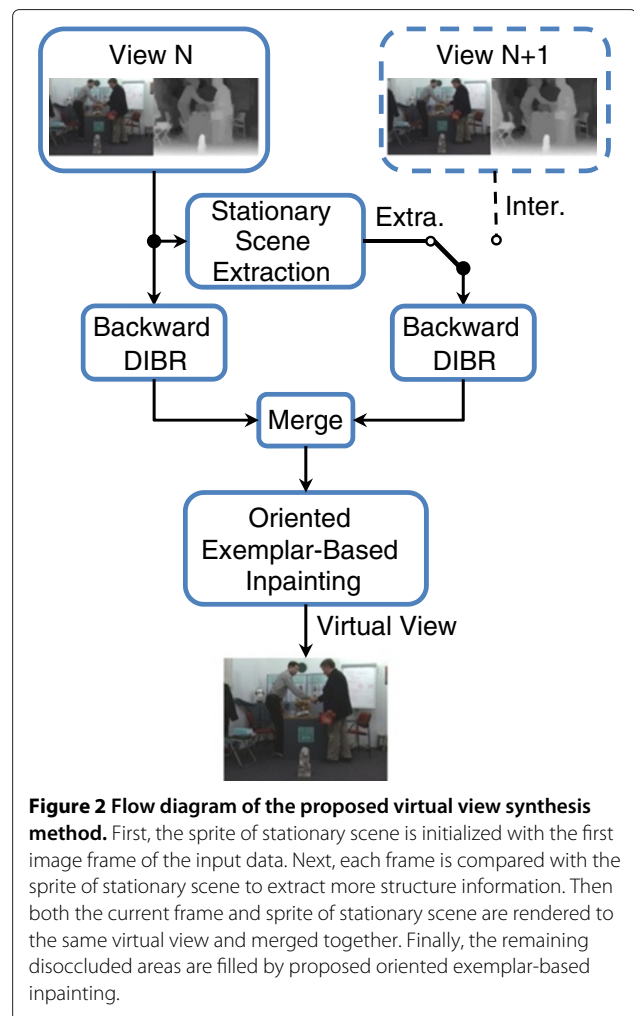 View N
View N+1
Stationary
Scene
Extraction
Extra.
Inter.
Backward
DIBR
Backward
DIBR
Merge
Oriented
Exemplar-Based
Inpainting
Virtual View
Figure 2 Flow diagram of the proposed virtual view synthesis
method. First, the sprite of stationary scene is initialized with the first
image frame of the input data. Next, each frame is compared with the
sprite of stationary scene to extract more structure information. Then
both the current frame and sprite of stationary scene are rendered to
the same virtual view and merged together. Finally, the remaining
disoccluded areas are filled by proposed oriented exemplar-based
inpainting.